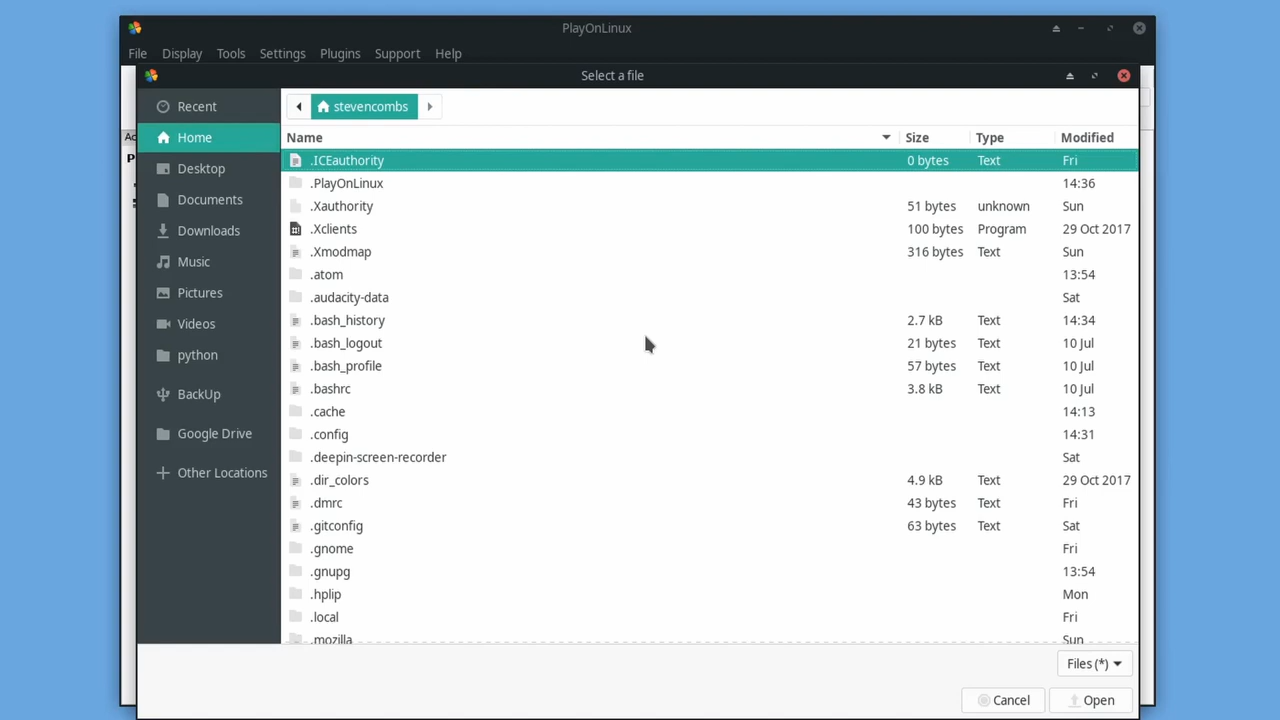 PlayOnLinux
File Display Tools Settings Plugins Support Help
Select a file
Recent
Home
Desktop
Documents
Downloads
Music
Pictures
Videos
python
BackUp
Google Drive
Other Locations
stevencombs
Name Size Type Modified
.ICEauthority 0 bytes Text Fri
.PlayOnLinux 14:36
.Xauthority 51 bytes unknown Sun
.Xclients 100 bytes Program 29 Oct 2017
.Xmodmap 316 bytes Text Sun
.atom 13:54
.audacity-data Sat
.bash_history 2.7 kB Text 14:34
.bash_logout 21 bytes Text 10 Jul
.bash_profile 57 bytes Text 10 Jul
.bashrc 3.8 kB Text 10 Jul
.cache 14:13
.config 14:31
.deepin-screen-recorder Sat
.dir_colors 4.9 kB Text 29 Oct 2017
.dmrc 43 bytes Text Fri
.gitconfig 63 bytes Text Sat
.gnome Fri
.gnupg 13:54
.hplip Mon
.local Fri
.mozilla Sun
Files (*)
Cancel Open